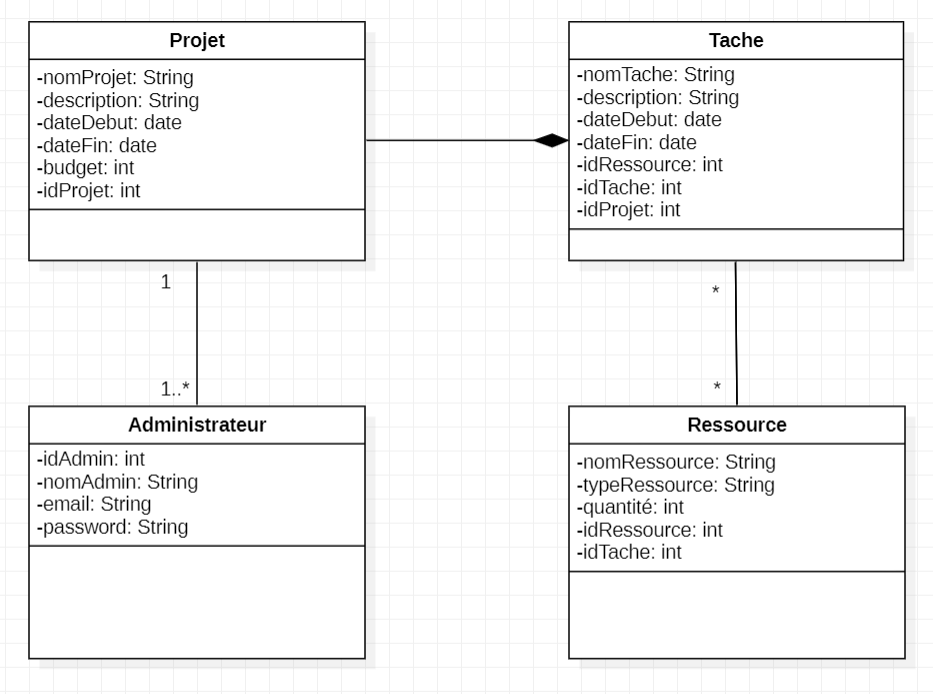 Projet
-nomProjet: String
-description: String
-dateDebut: date
-dateFin: date
-budget: int
-idProjet: int
Tache
-nomTache: String
-description: String
-dateDebut: date
-dateFin: date
-idRessource: int
-idTache: int
-idProjet: int
1
1..*
*
*
Administrateur
-idAdmin: int
-nomAdmin: String
-email: String
-password: String
Ressource
-nomRessource: String
-typeRessource: String
-quantité: int
-idRessource: int
-idTache: int